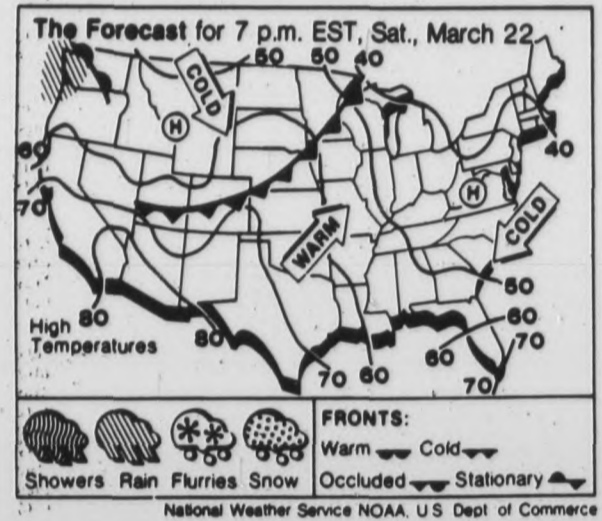 The Forecast for 7 p.m. EST, Sat., March 22
50 50 40
COLD
H
60
70
40
H
COLD
WARM
50
60
70
80
80
60
70
60
70
High
Temperatures
Showers Rain Flurries Snow
FRONTS:
Warm Cold
Occluded Stationary
National Weather Service NOAA, U S Dept of Commerce